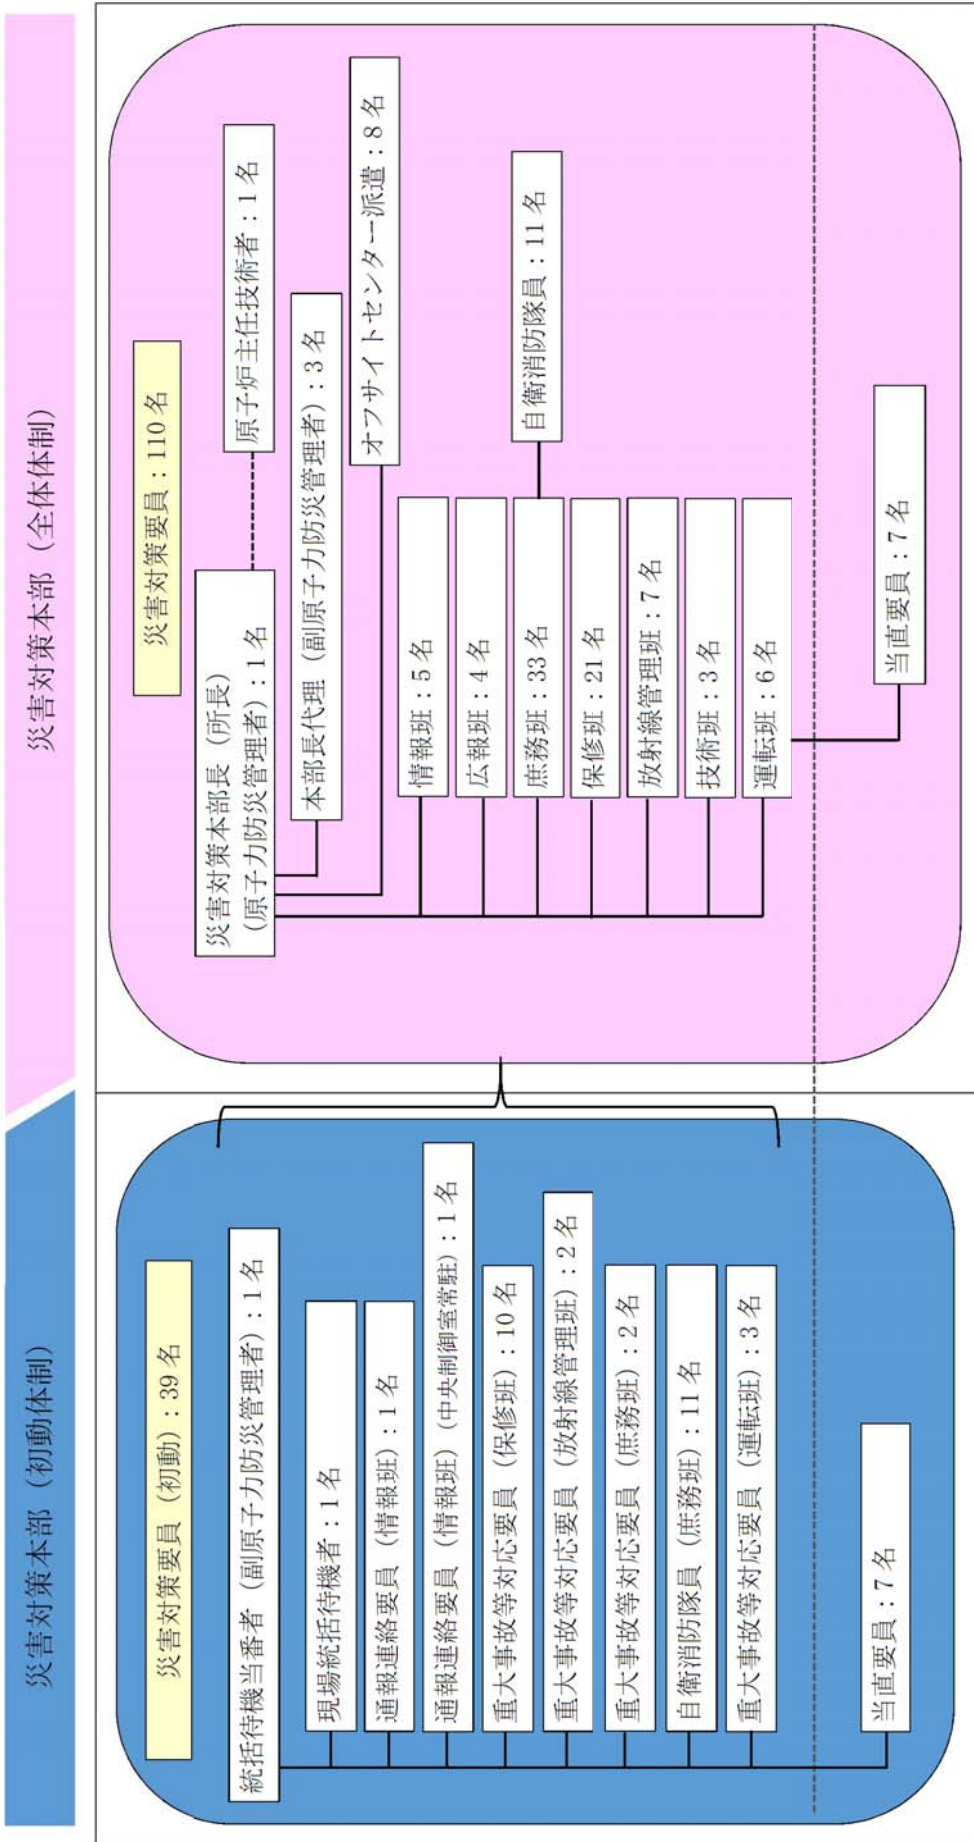 災害対策本部（初動体制）
災害対策要員（初動）：39名
統括待機当番者（副原子力防災管理者）：1名
現場統括待機者：1名
通報連絡要員（情報班）：1名
通報連絡要員（情報班）（中央制御室常駐）：1名
重大事故等対応要員（保修班）：10名
重大事故等対応要員（放射線管理班）：2名
重大事故等対応要員（庶務班）：2名
自衛消防隊員（庶務班）：11名
重大事故等対応要員（運転班）：3名
当直要員：7名
災害対策本部（全体体制）
災害対策要員：110名
災害対策本部長（所長）
（原子力防災管理者）：1名
原子炉主任技術者：1名
本部長代理（副原子力防災管理者）：3名
オフサイトセンター派遣：8名
情報班：5名
広報班：4名
庶務班：33名
自衛消防隊員：11名
保修班：21名
放射線管理班：7名
技術班：3名
運転班：6名
当直要員：7名